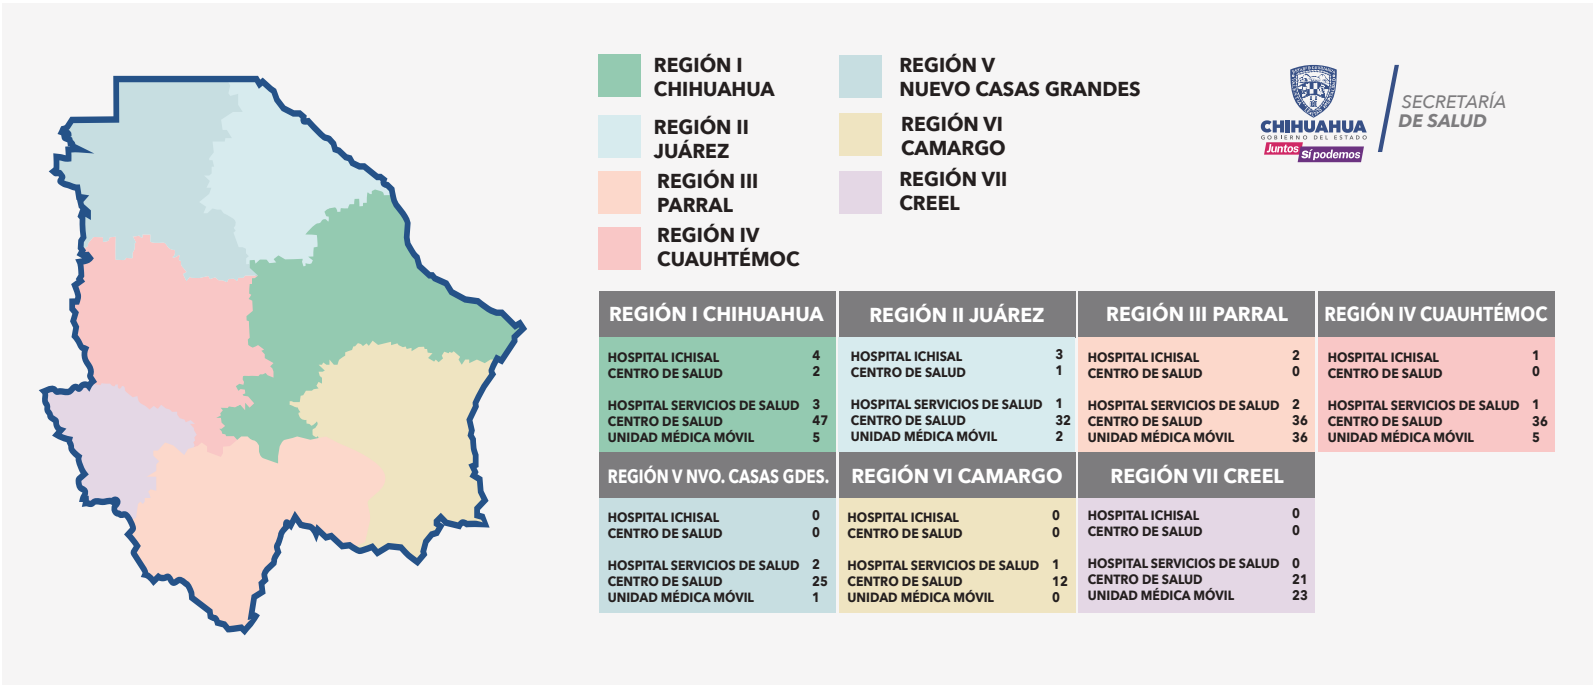 REGIÓN I
CHIHUAHUA
REGIÓN II
JUÁREZ
REGIÓN III
PARRAL
REGIÓN IV
CUAUHTÉMOC
REGIÓN V
NUEVO CASAS GRANDES
REGIÓN VI
CAMARGO
REGIÓN VII
CREEL
CHIHUAHUA
GOBIERNO DEL ESTADO
Juntos
Sí podemos
SECRETARÍA
DE SALUD
REGIÓN I CHIHUAHUA
HOSPITAL ICHISAL 4
CENTRO DE SALUD 2
HOSPITAL SERVICIOS DE SALUD 3
CENTRO DE SALUD 47
UNIDAD MÉDICA MÓVIL 5
REGIÓN II JUÁREZ
HOSPITAL ICHISAL 3
CENTRO DE SALUD 1
HOSPITAL SERVICIOS DE SALUD 1
CENTRO DE SALUD 32
UNIDAD MÉDICA MÓVIL 2
REGIÓN III PARRAL
HOSPITAL ICHISAL 2
CENTRO DE SALUD 0
HOSPITAL SERVICIOS DE SALUD 2
CENTRO DE SALUD 36
UNIDAD MÉDICA MÓVIL 36
REGIÓN IV CUAUHTÉMOC
HOSPITAL ICHISAL 1
CENTRO DE SALUD 0
HOSPITAL SERVICIOS DE SALUD 1
CENTRO DE SALUD 36
UNIDAD MÉDICA MÓVIL 5
REGIÓN V NVO. CASAS GDES.
HOSPITAL ICHISAL 0
CENTRO DE SALUD 0
HOSPITAL SERVICIOS DE SALUD 2
CENTRO DE SALUD 25
UNIDAD MÉDICA MÓVIL 1
REGIÓN VI CAMARGO
HOSPITAL ICHISAL 0
CENTRO DE SALUD 0
HOSPITAL SERVICIOS DE SALUD 1
CENTRO DE SALUD 12
UNIDAD MÉDICA MÓVIL 0
REGIÓN VII CREEL
HOSPITAL ICHISAL 0
CENTRO DE SALUD 0
HOSPITAL SERVICIOS DE SALUD 0
CENTRO DE SALUD 21
UNIDAD MÉDICA MÓVIL 23